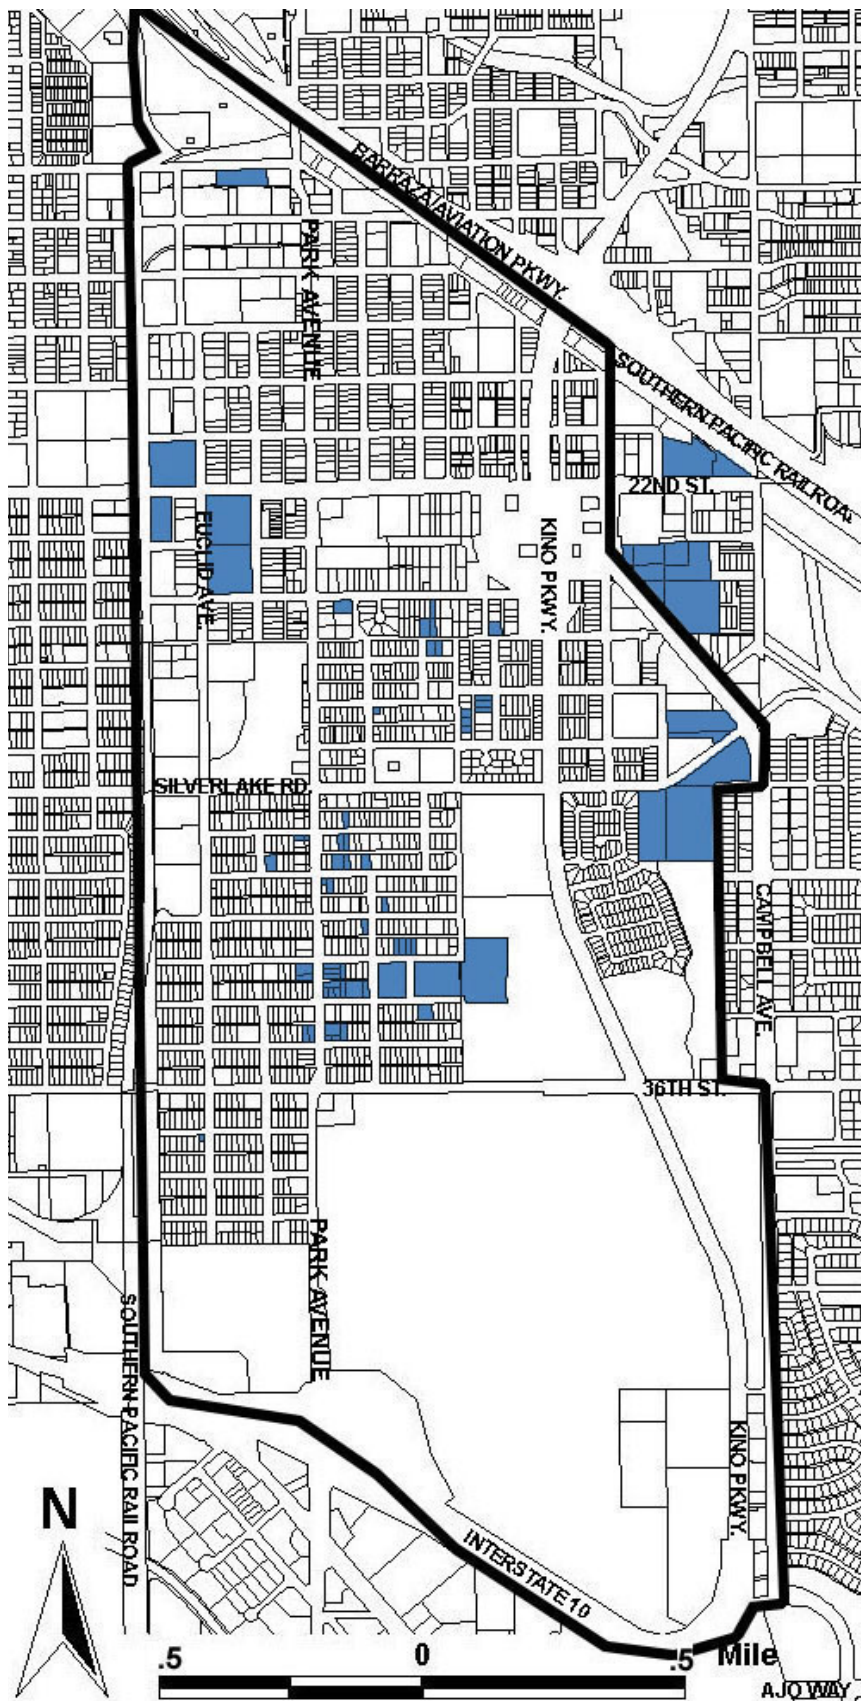 BARRAZA/AVIATION PKWY.
PARK AVENUE
SOUTHERN PACIFIC RAILROAD
22ND ST.
EUCLID AVE.
KINO PKWY.
SILVERLAKE RD.
CAMPBELL AVE.
36TH ST.
PARK AVENUE
SOUTHERN PACIFIC RAIL ROAD
KINO PKWY.
N
INTERSTATE 10
.5 0 .5 Mile
AJO WAY